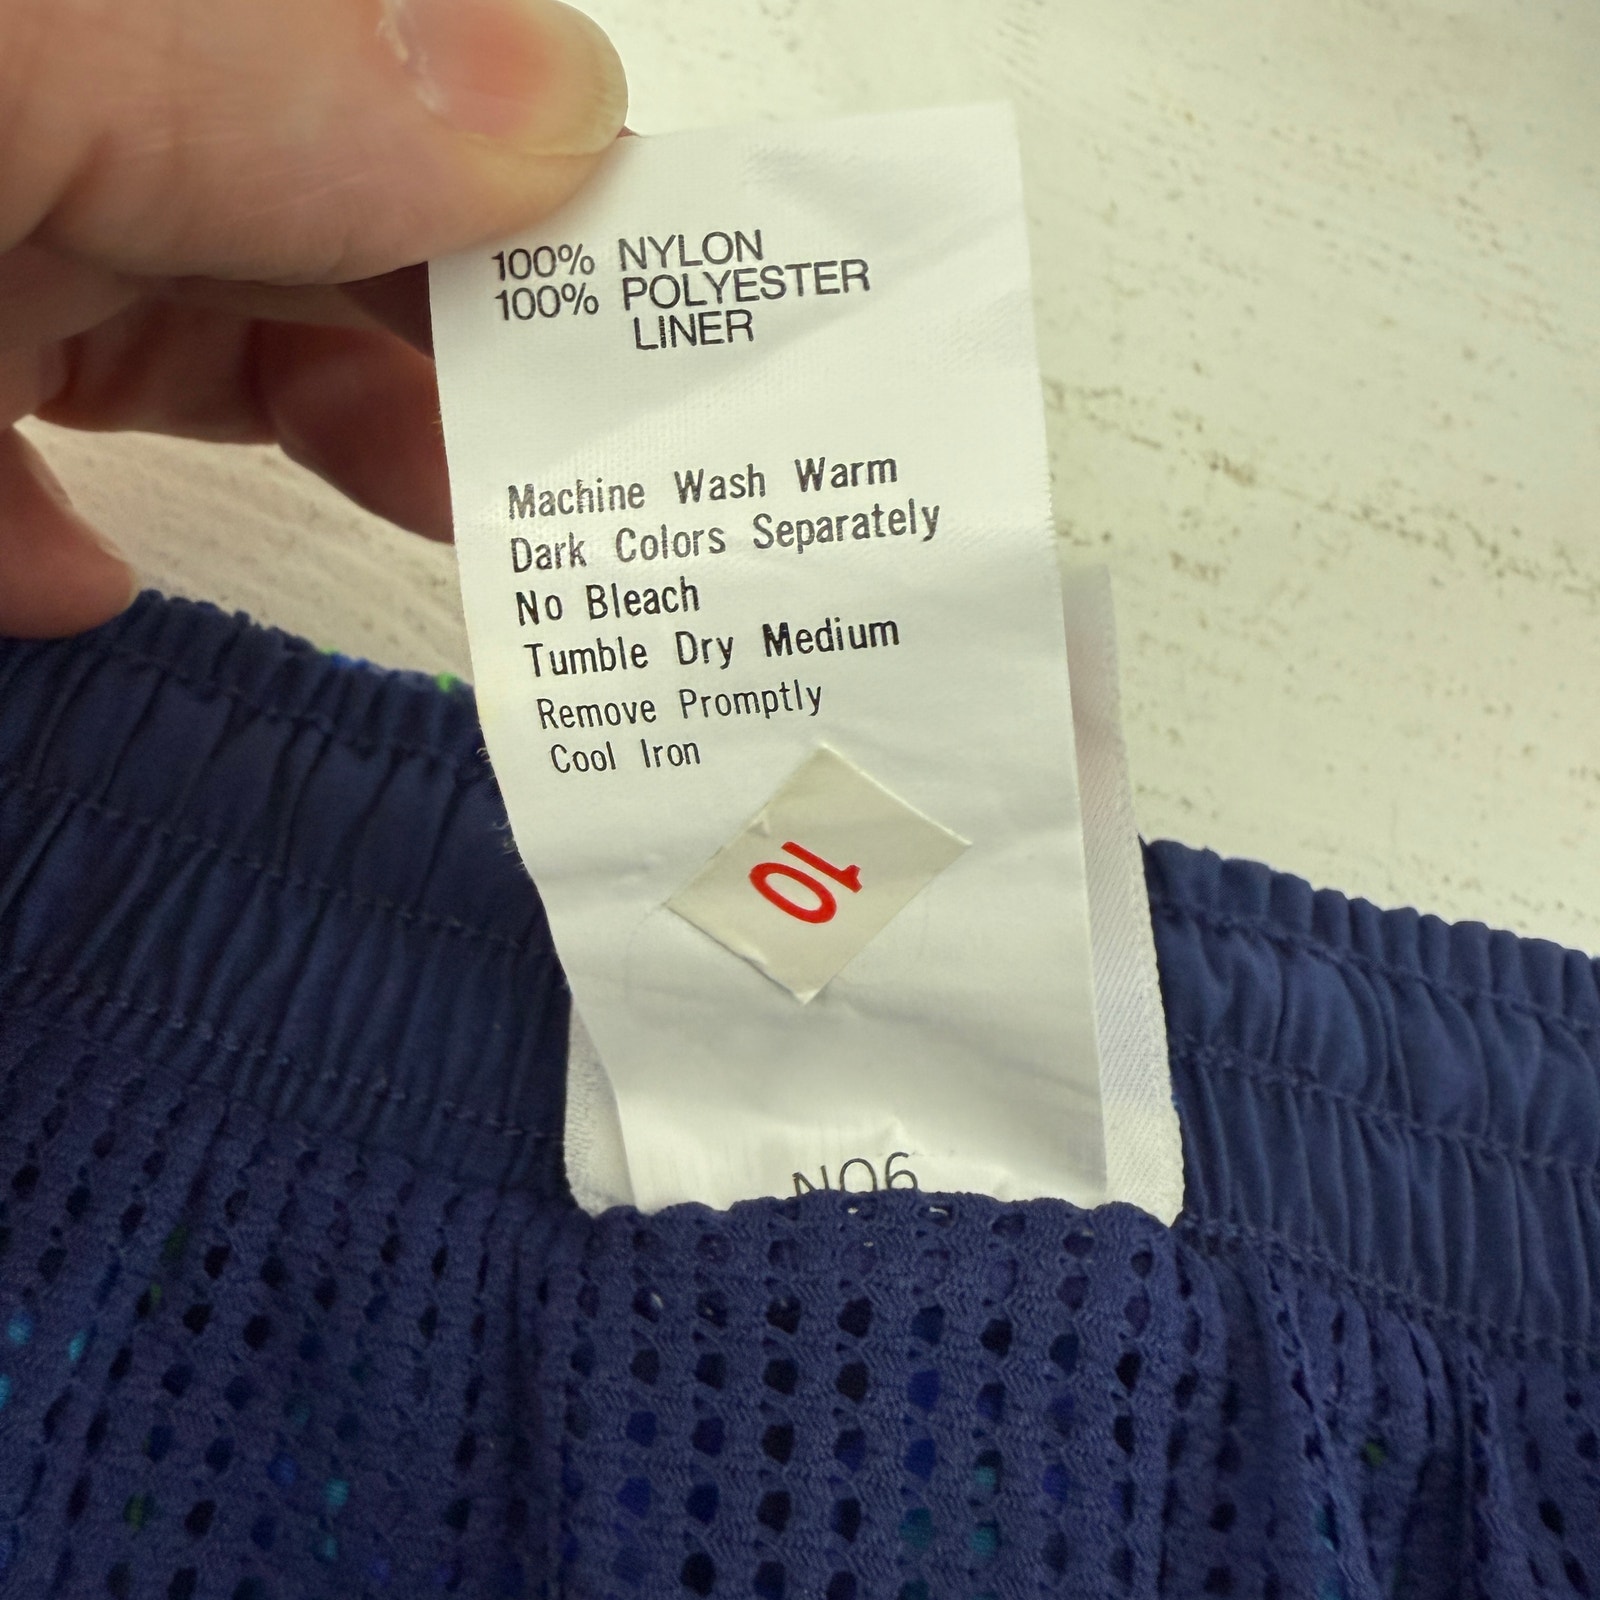 100% NYLON
100% POLYESTER
LINER
Machine Wash Warm
Dark Colors Separately
No Bleach
Tumble Dry Medium
Remove Promptly
Cool Iron
10
NO6